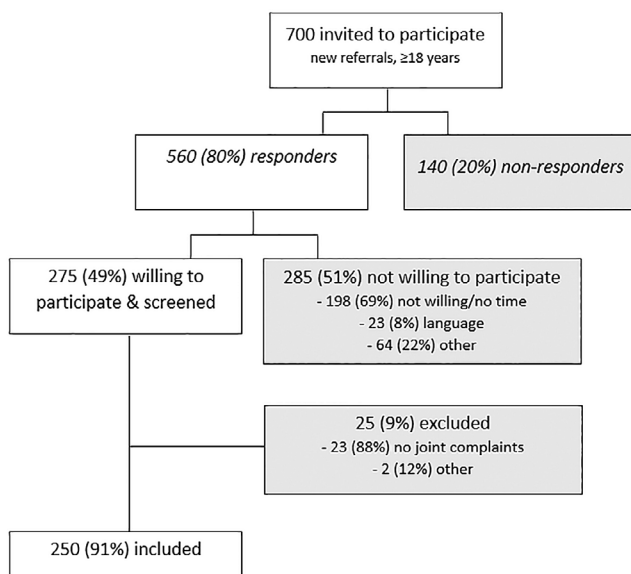 700 invited to participate
new referrals, ≥18 years
560 (80%) responders
140 (20%) non-responders
275 (49%) willing to
participate & screened
285 (51%) not willing to participate
- 198 (69%) not willing/no time
- 23 (8%) language
- 64 (22%) other
25 (9%) excluded
- 23 (88%) no joint complaints
- 2 (12%) other
250 (91%) included